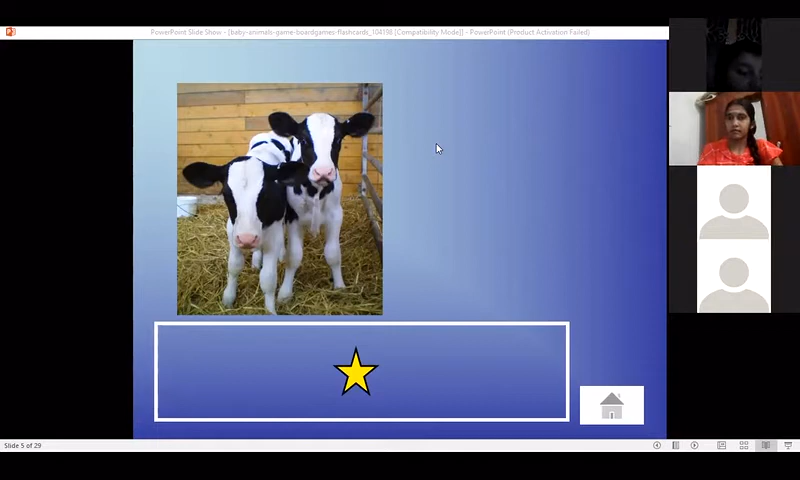 PowerPoint Slide Show - [baby-animals-game-boardgames-flashcards_104198 [Compatibility Mode]] - PowerPoint (Product Activation Failed)
Slide 5 of 29